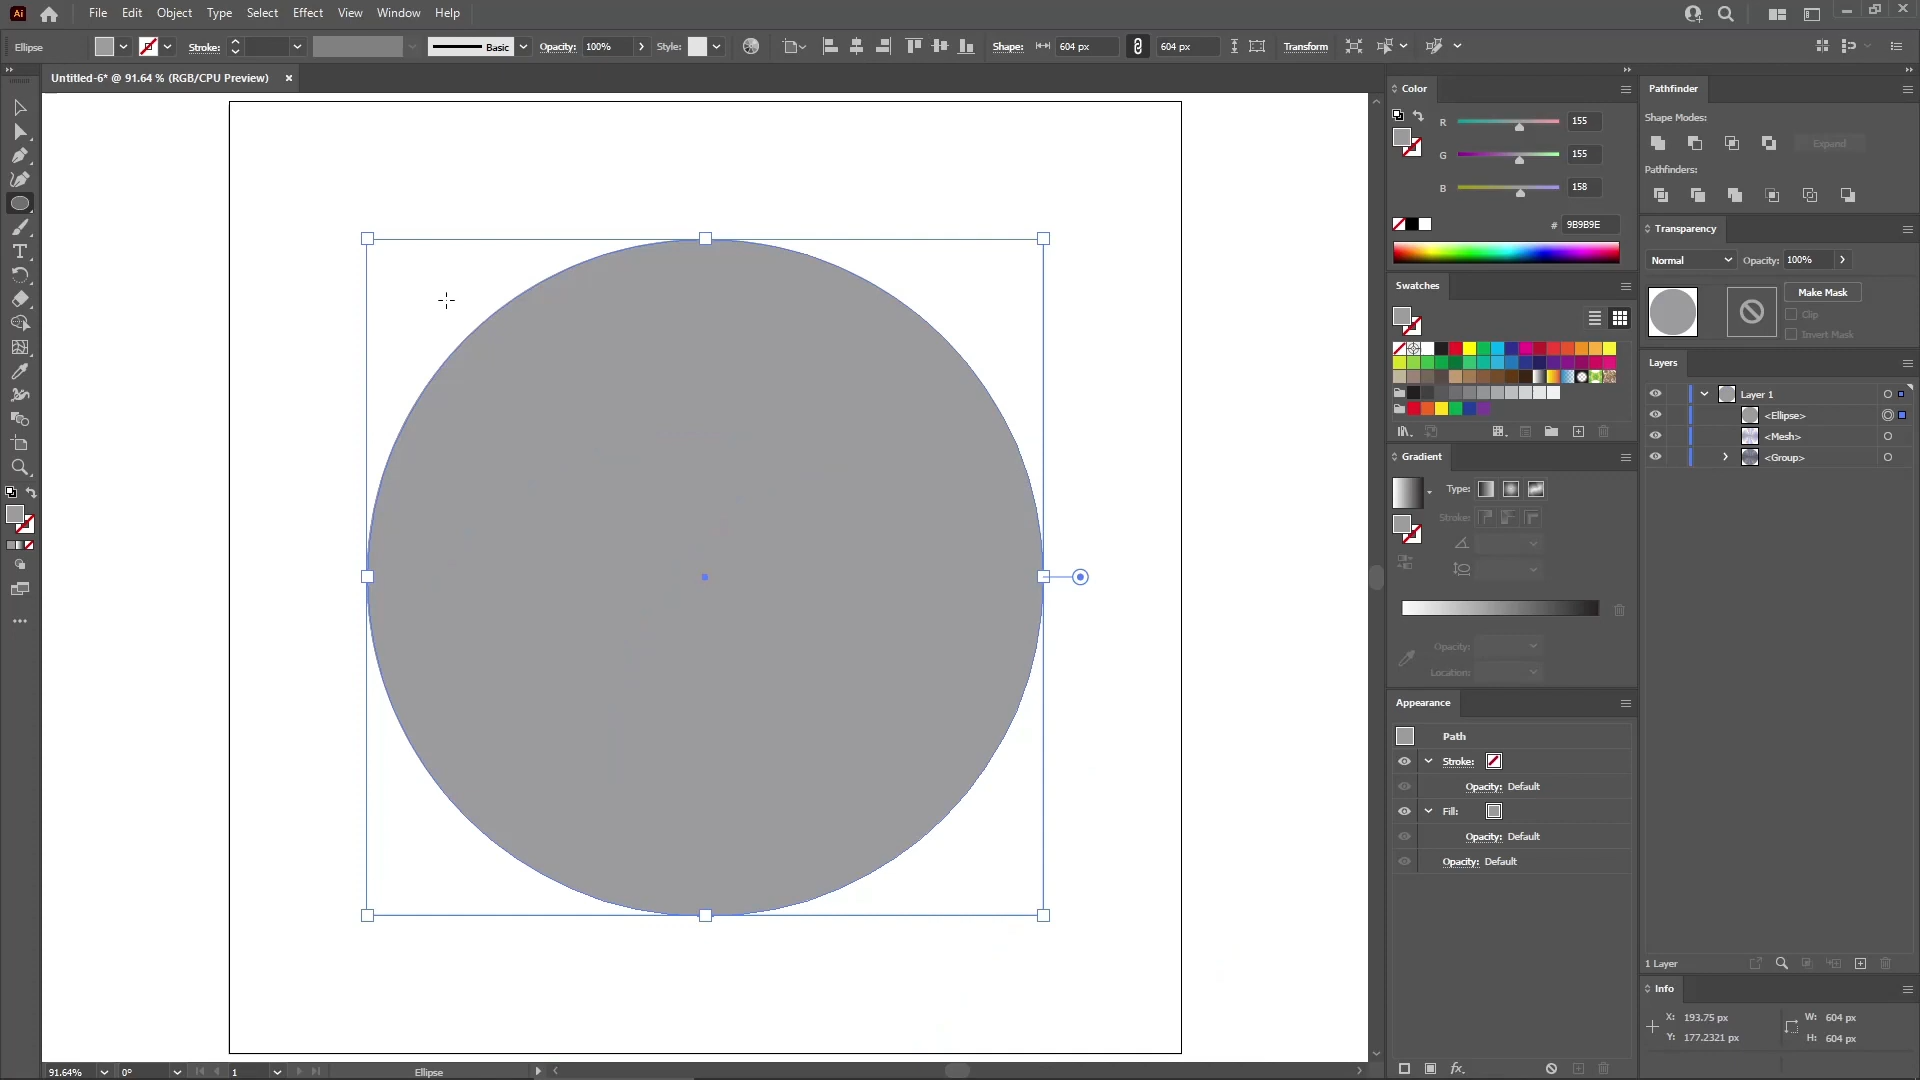 Ai File Edit Object Type Select Effect View Window Help
Ellipse Stroke: Basic Opacity: 100% Style: Shape: 604 px 604 px Transform
Untitled-6* @ 91.64 % (RGB/CPU Preview)
Color
R 155
G 155
B 158
# 9B9B9E
Swatches
Gradient
Type:
Stroke:
Opacity:
Location:
Appearance
Path
Stroke:
Opacity: Default
Fill:
Opacity: Default
Opacity: Default
fx
Pathfinder
Shape Modes:
Expand
Pathfinders:
Transparency
Normal Opacity: 100%
Make Mask
Clip
Invert Mask
Layers
Layer 1
<Ellipse>
<Mesh>
<Group>
1 Layer
Info
X: 193.75 px W: 604 px
Y: 177.2321 px H: 604 px
91.64% 0° 1 Ellipse